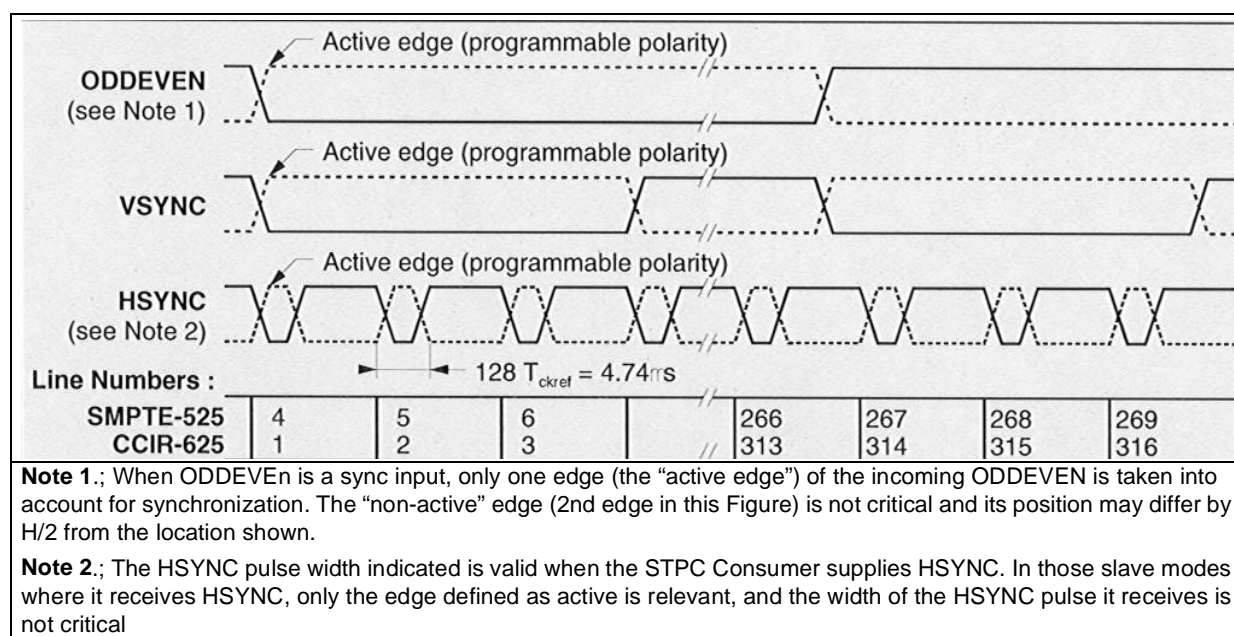 Active edge (programmable polarity)
ODDEVEN
(see Note 1)
Active edge (programmable polarity)
VSYNC
Active edge (programmable polarity)
HSYNC
(see Note 2)
128 Tckref = 4.74ms
Line Numbers :
SMPTE-525 4 5 6 266 267 268 269
CCIR-625 1 2 3 313 314 315 316
Note 1.; When ODDEVEn is a sync input, only one edge (the “active edge”) of the incoming ODDEVEN is taken into
account for synchronization. The “non-active” edge (2nd edge in this Figure) is not critical and its position may differ by
H/2 from the location shown.
Note 2.; The HSYNC pulse width indicated is valid when the STPC Consumer supplies HSYNC. In those slave modes
where it receives HSYNC, only the edge defined as active is relevant, and the width of the HSYNC pulse it receives is
not critical